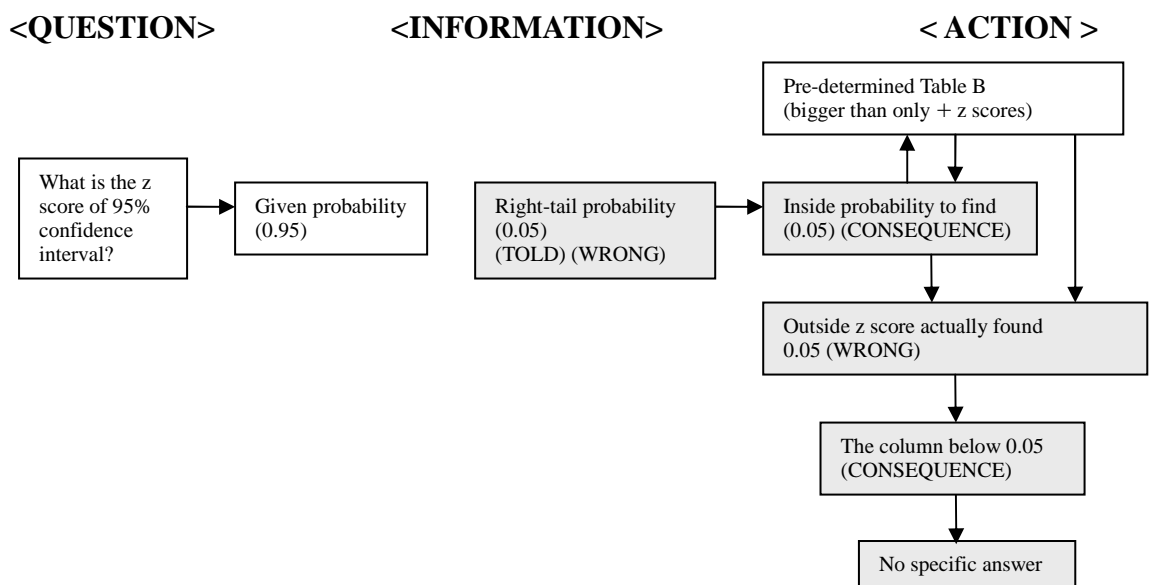 <QUESTION>
<INFORMATION>
< ACTION >
Pre-determined Table B
(bigger than only + z scores)
What is the z
score of 95%
confidence
interval?
Given probability
(0.95)
Right-tail probability
(0.05)
(TOLD) (WRONG)
Inside probability to find
(0.05) (CONSEQUENCE)
Outside z score actually found
0.05 (WRONG)
The column below 0.05
(CONSEQUENCE)
No specific answer